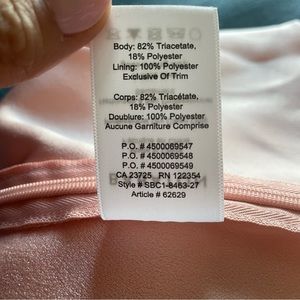 Body: 82% Triacetate,
18% Polyester
Lining: 100% Polyester
Exclusive Of Trim
Corps: 82% Triacétate,
18% Polyester
Doublure: 100% Polyester
Aucune Garniture Comprise
P.O. # 4500069547
P.O. # 4500069548
P.O. # 4500069549
CA 23725 RN 122354
Style # SBC1-8463-27
Article # 62629